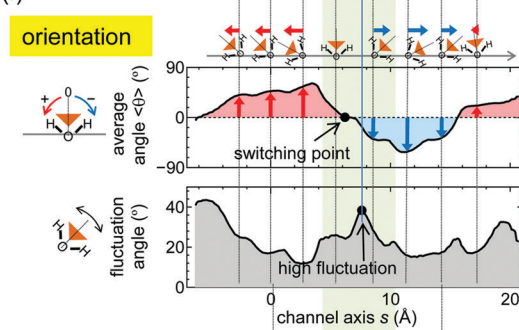 orientation
+ 0 −
H H
average
angle <θ> (°)
90
0
−90
switching point
H
H
fluctuation
angle (°)
40
20
0
high fluctuation
0 10 20
channel axis s (Å)